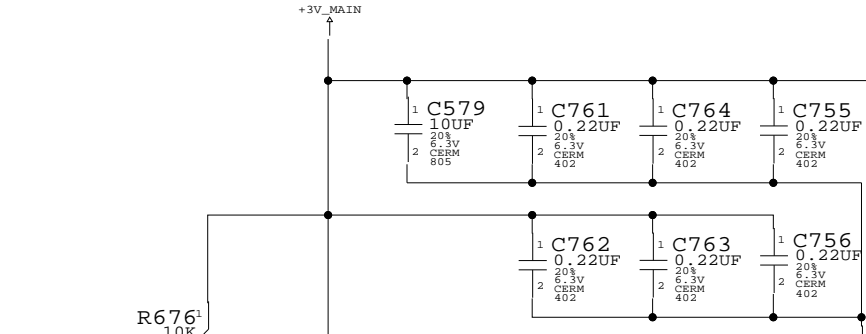 +3V_MAIN
1 C579
10UF
20%
6.3V
2 CERM
805
1 C761
0.22UF
20%
6.3V
2 CERM
402
1 C764
0.22UF
20%
6.3V
2 CERM
402
1 C755
0.22UF
20%
6.3V
2 CERM
402
1 C762
0.22UF
20%
6.3V
2 CERM
402
1 C763
0.22UF
20%
6.3V
2 CERM
402
1 C756
0.22UF
20%
6.3V
2 CERM
402
R676 1
10K